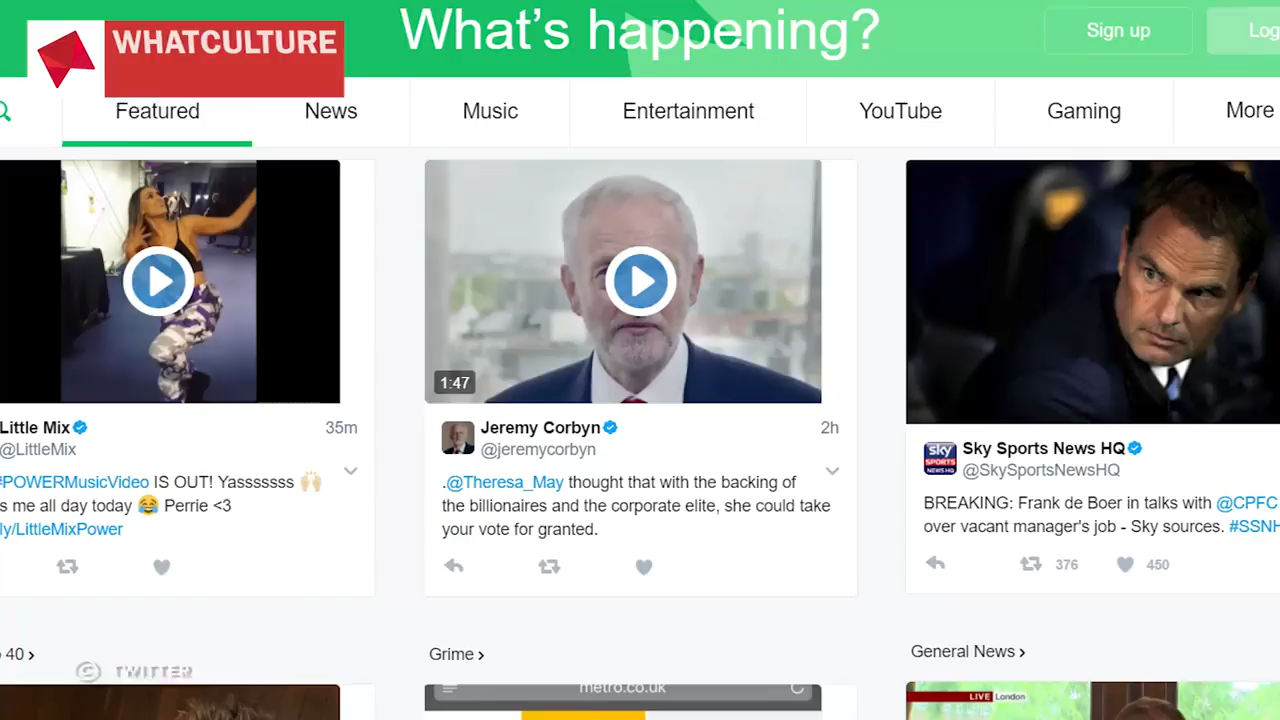 WHATCULTURE
What's happening?
Sign up
Log
Featured
News
Music
Entertainment
YouTube
Gaming
More
1:47
Little Mix
35m
@LittleMix
#POWERMusicVideo IS OUT! Yasssssss 🙌🏻
s me all day today 😂 Perrie <3
ly/LittleMixPower
Jeremy Corbyn
2h
@jeremycorbyn
.@Theresa_May thought that with the backing of
the billionaires and the corporate elite, she could take
your vote for granted.
SKY SPORTS NEWS HQ
Sky Sports News HQ
@SkySportsNewsHQ
BREAKING: Frank de Boer in talks with @CPFC
over vacant manager's job - Sky sources. #SSNH
376
450
40 ›
© TWITTER
Grime ›
General News ›
metro.co.uk
LIVE London